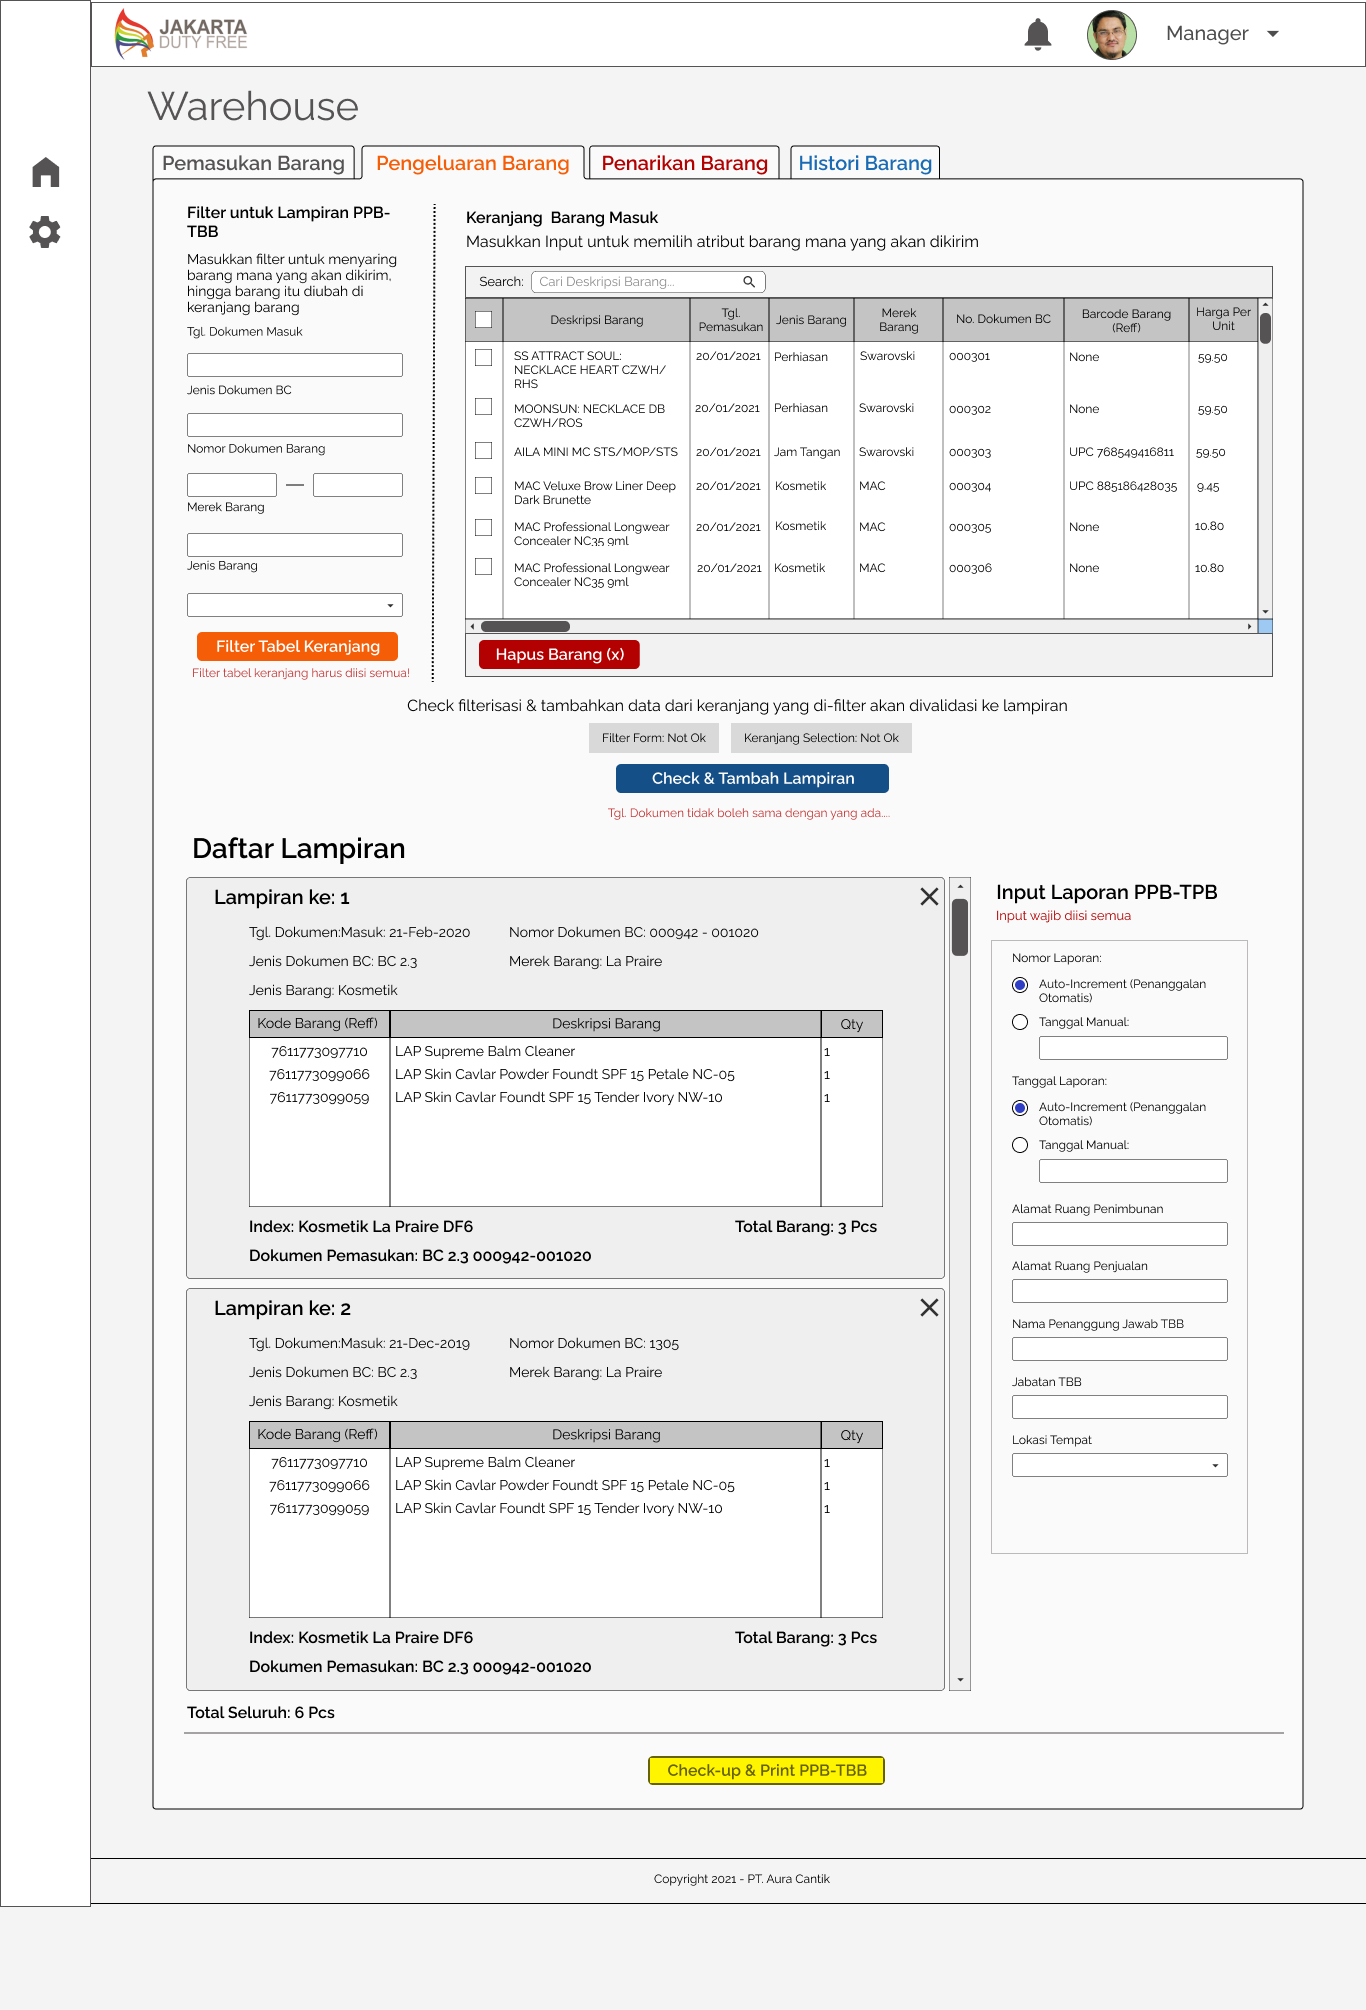 JAKARTA
DUTY FREE
Manager
Warehouse
Pemasukan Barang
Pengeluaran Barang
Penarikan Barang
Histori Barang
Filter untuk Lampiran PPB-
TBB
Masukkan filter untuk menyaring
barang mana yang akan dikirim,
hingga barang itu diubah di
keranjang barang
Tgl. Dokumen Masuk
Jenis Dokumen BC
Nomor Dokumen Barang
—
Merek Barang
Jenis Barang
Filter Tabel Keranjang
Filter tabel keranjang harus diisi semua!
Keranjang  Barang Masuk
Masukkan Input untuk memilih atribut barang mana yang akan dikirim
Search: Cari Deskripsi Barang...
Deskripsi Barang
Tgl.
Pemasukan
Jenis Barang
Merek
Barang
No. Dokumen BC
Barcode Barang
(Reff)
Harga Per
Unit
SS ATTRACT SOUL:
NECKLACE HEART CZWH/
RHS
20/01/2021
Perhiasan
Swarovski
000301
None
59.50
MOONSUN: NECKLACE DB
CZWH/ROS
20/01/2021
Perhiasan
Swarovski
000302
None
59.50
AILA MINI MC STS/MOP/STS
20/01/2021
Jam Tangan
Swarovski
000303
UPC 768549416811
59.50
MAC Veluxe Brow Liner Deep
Dark Brunette
20/01/2021
Kosmetik
MAC
000304
UPC 885186428035
9.45
MAC Professional Longwear
Concealer NC35 9ml
20/01/2021
Kosmetik
MAC
000305
None
10.80
MAC Professional Longwear
Concealer NC35 9ml
20/01/2021
Kosmetik
MAC
000306
None
10.80
Hapus Barang (x)
Check filterisasi & tambahkan data dari keranjang yang di-filter akan divalidasi ke lampiran
Filter Form: Not Ok
Keranjang Selection: Not Ok
Check & Tambah Lampiran
Tgl. Dokumen tidak boleh sama dengan yang ada....
Daftar Lampiran
Lampiran ke: 1
Tgl. Dokumen:Masuk: 21-Feb-2020
Nomor Dokumen BC: 000942 - 001020
Jenis Dokumen BC: BC 2.3
Merek Barang: La Praire
Jenis Barang: Kosmetik
Kode Barang (Reff)
Deskripsi Barang
Qty
7611773097710
LAP Supreme Balm Cleaner
1
7611773099066
LAP Skin Cavlar Powder Foundt SPF 15 Petale NC-05
1
7611773099059
LAP Skin Cavlar Foundt SPF 15 Tender Ivory NW-10
1
Index: Kosmetik La Praire DF6
Total Barang: 3 Pcs
Dokumen Pemasukan: BC 2.3 000942-001020
Lampiran ke: 2
Tgl. Dokumen:Masuk: 21-Dec-2019
Nomor Dokumen BC: 1305
Jenis Dokumen BC: BC 2.3
Merek Barang: La Praire
Jenis Barang: Kosmetik
Kode Barang (Reff)
Deskripsi Barang
Qty
7611773097710
LAP Supreme Balm Cleaner
1
7611773099066
LAP Skin Cavlar Powder Foundt SPF 15 Petale NC-05
1
7611773099059
LAP Skin Cavlar Foundt SPF 15 Tender Ivory NW-10
1
Index: Kosmetik La Praire DF6
Total Barang: 3 Pcs
Dokumen Pemasukan: BC 2.3 000942-001020
Input Laporan PPB-TPB
Input wajib diisi semua
Nomor Laporan:
Auto-Increment (Penanggalan
Otomatis)
Tanggal Manual:
Tanggal Laporan:
Auto-Increment (Penanggalan
Otomatis)
Tanggal Manual:
Alamat Ruang Penimbunan
Alamat Ruang Penjualan
Nama Penanggung Jawab TBB
Jabatan TBB
Lokasi Tempat
Total Seluruh: 6 Pcs
Check-up & Print PPB-TBB
Copyright 2021 - PT. Aura Cantik